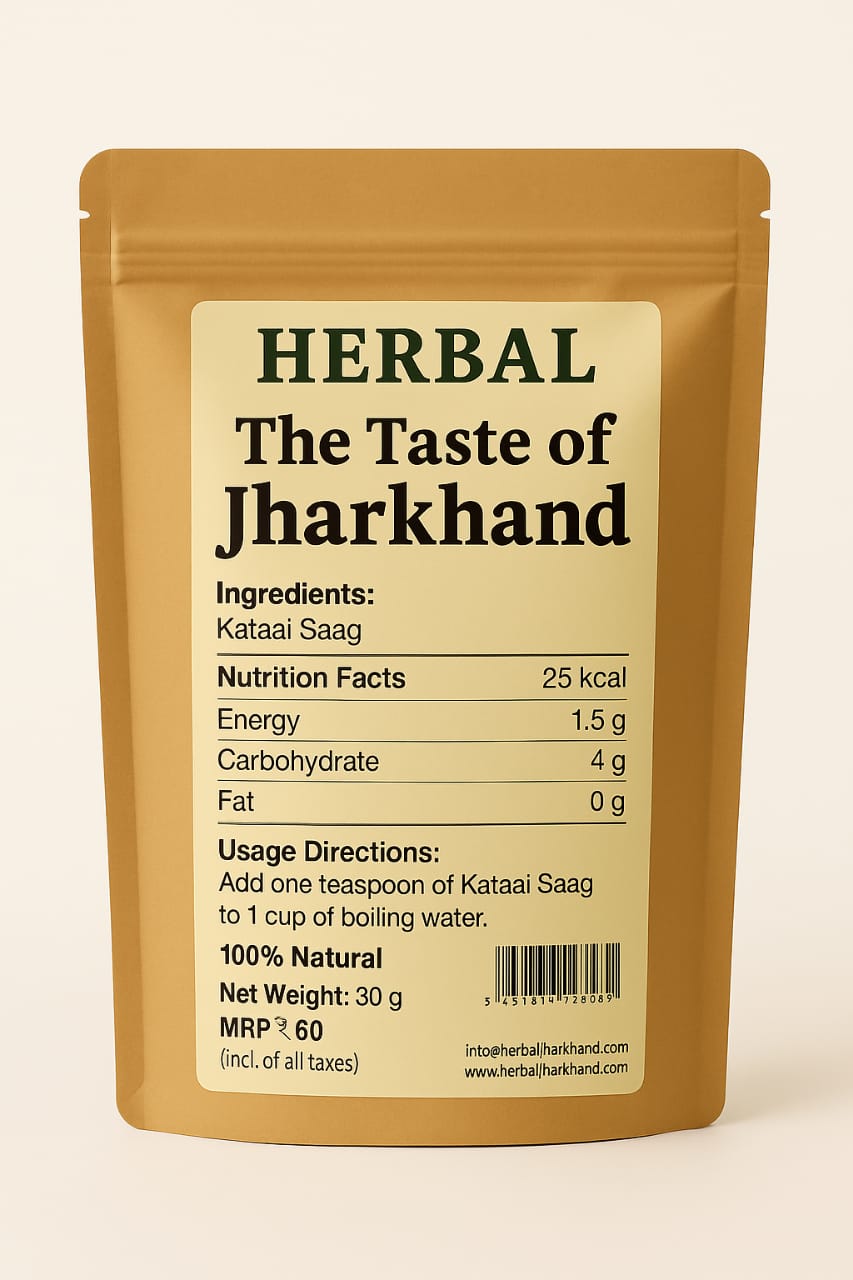 HERBAL
The Taste of
Jharkhand
Ingredients:
Kataai Saag
Nutrition Facts 25 kcal
Energy 1.5 g
Carbohydrate 4 g
Fat 0 g
Usage Directions:
Add one teaspoon of Kataai Saag
to 1 cup of boiling water.
100% Natural
Net Weight: 30 g
MRP ₹ 60
(incl. of all taxes)
5 451814 728089
into@herbalJharkhand.com
www.herbalJharkhand.com